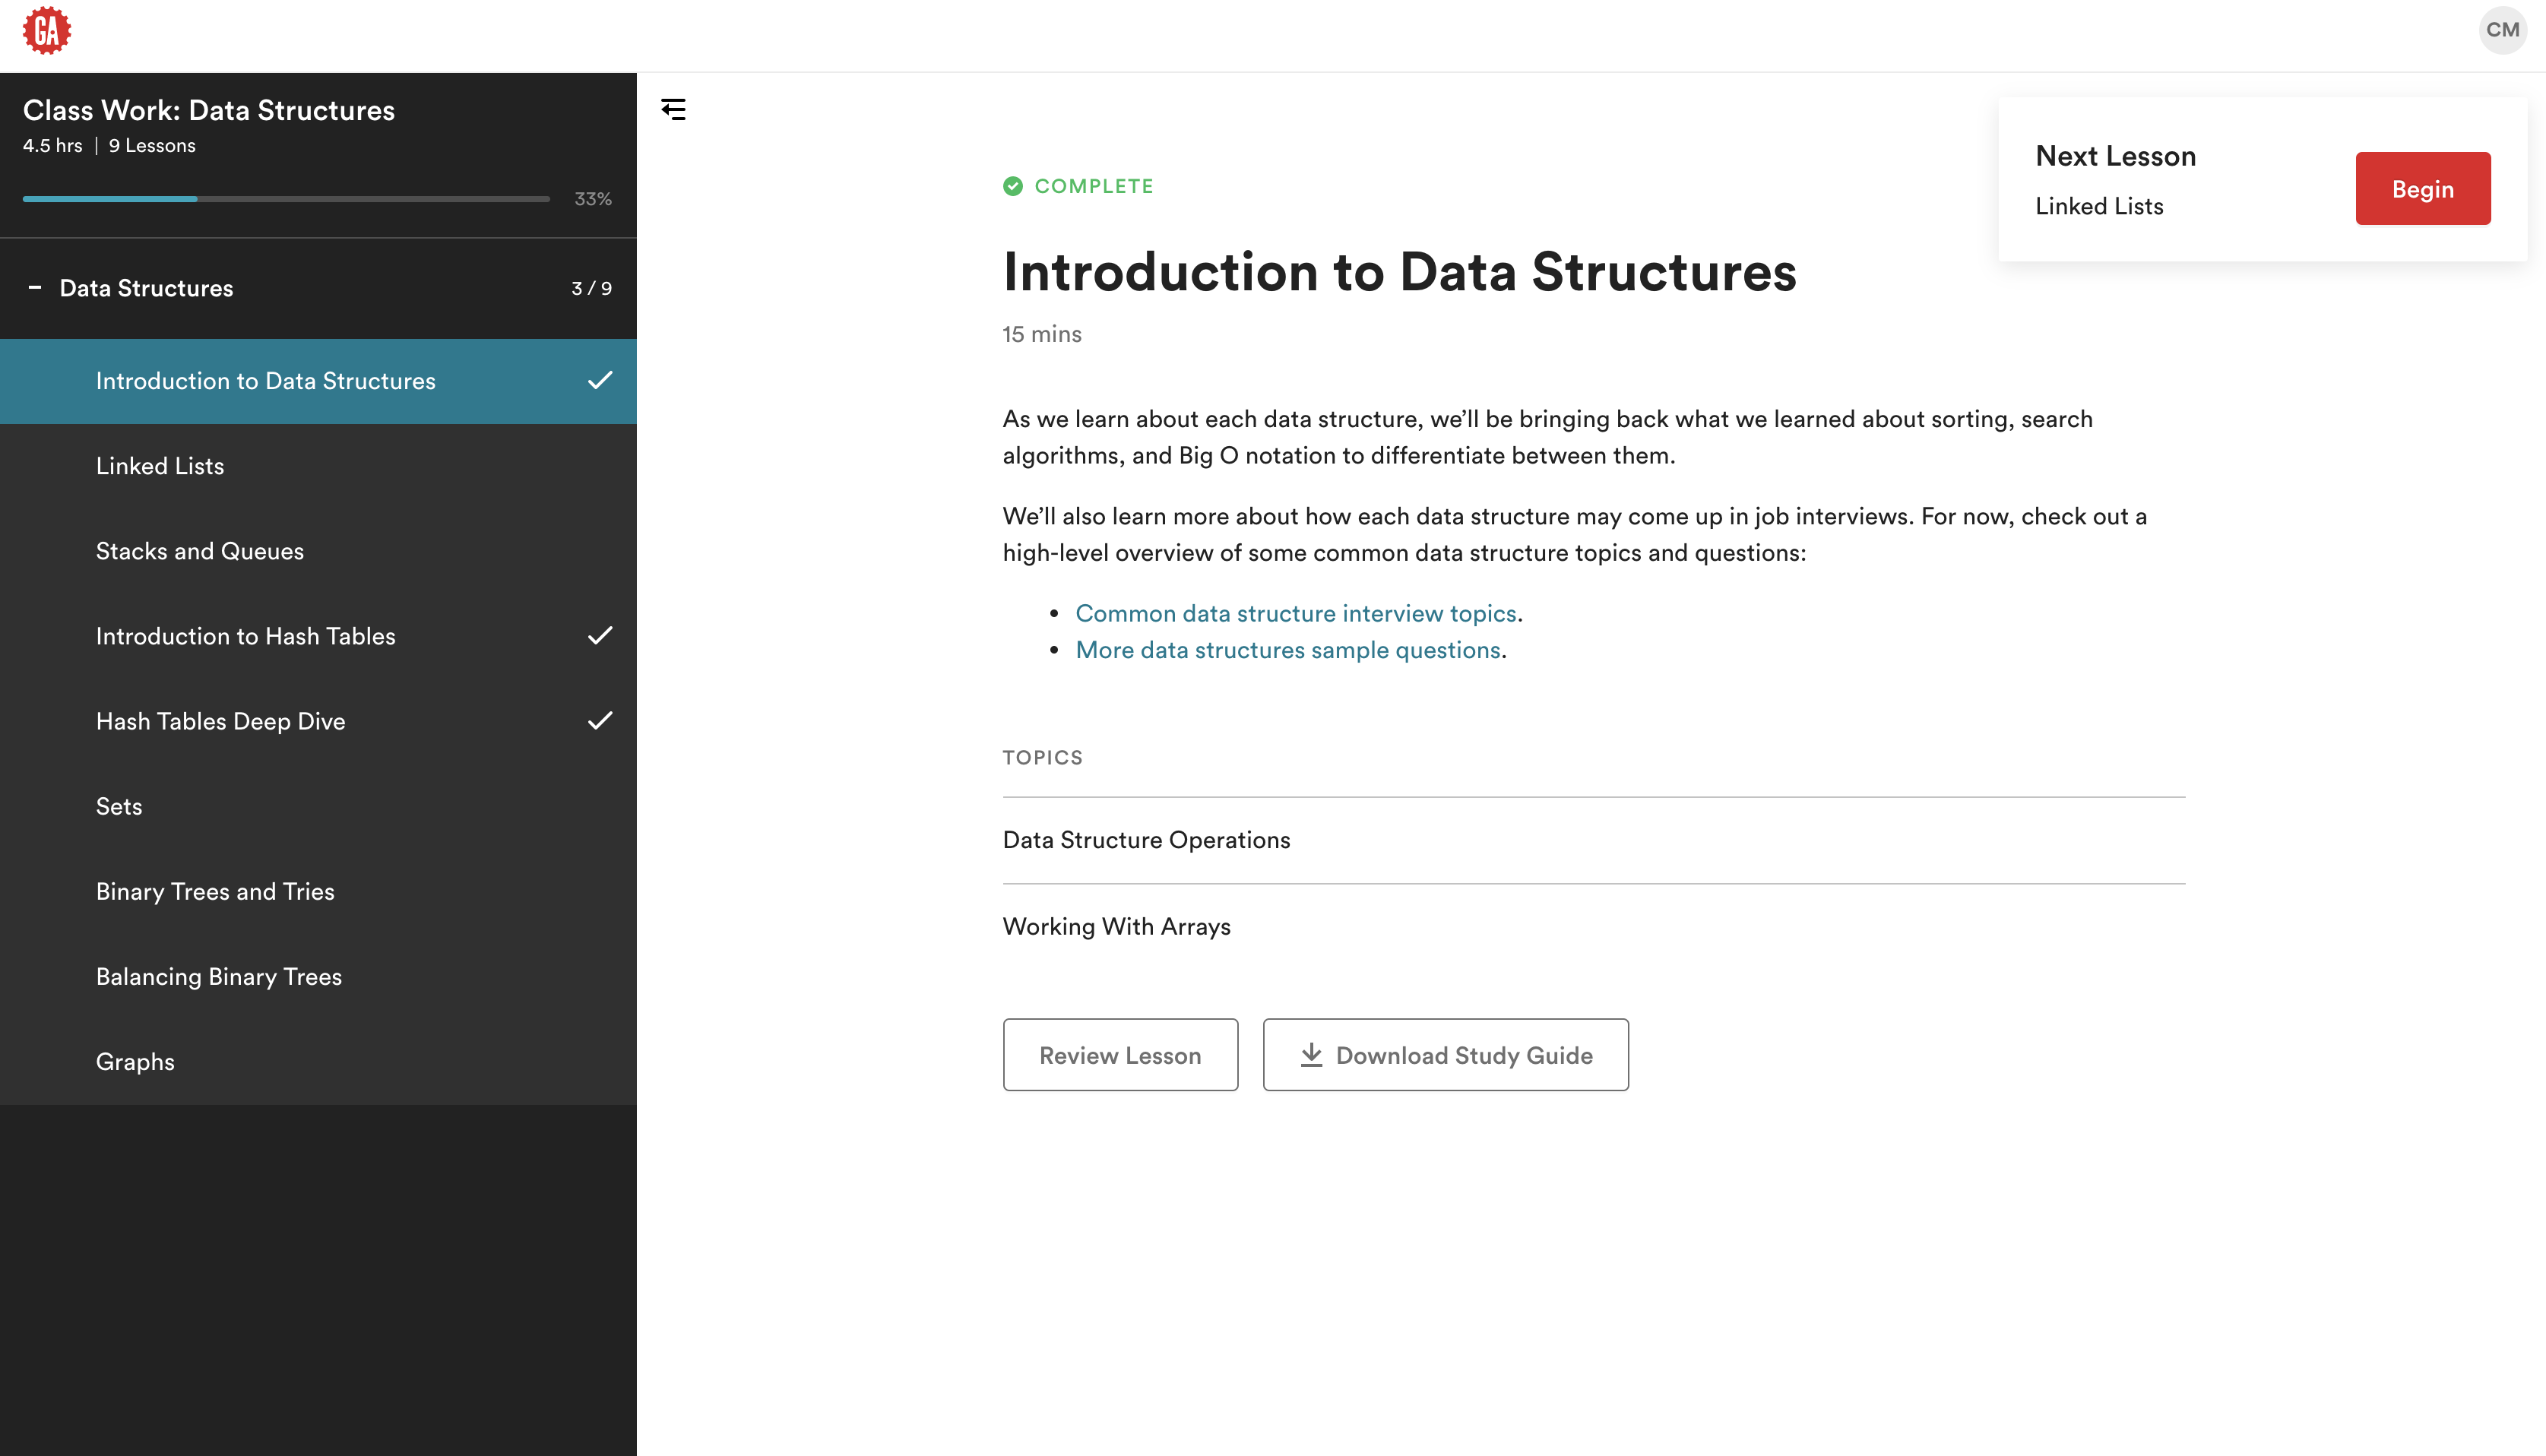 GA
CM
Class Work: Data Structures
4.5 hrs | 9 Lessons
33%
Data Structures 3 / 9
Introduction to Data Structures
Linked Lists
Stacks and Queues
Introduction to Hash Tables
Hash Tables Deep Dive
Sets
Binary Trees and Tries
Balancing Binary Trees
Graphs
COMPLETE
Introduction to Data Structures
15 mins
As we learn about each data structure, we’ll be bringing back what we learned about sorting, search
algorithms, and Big O notation to differentiate between them.
We’ll also learn more about how each data structure may come up in job interviews. For now, check out a
high-level overview of some common data structure topics and questions:
• Common data structure interview topics.
• More data structures sample questions.
TOPICS
Data Structure Operations
Working With Arrays
Review Lesson
Download Study Guide
Next Lesson
Linked Lists
Begin